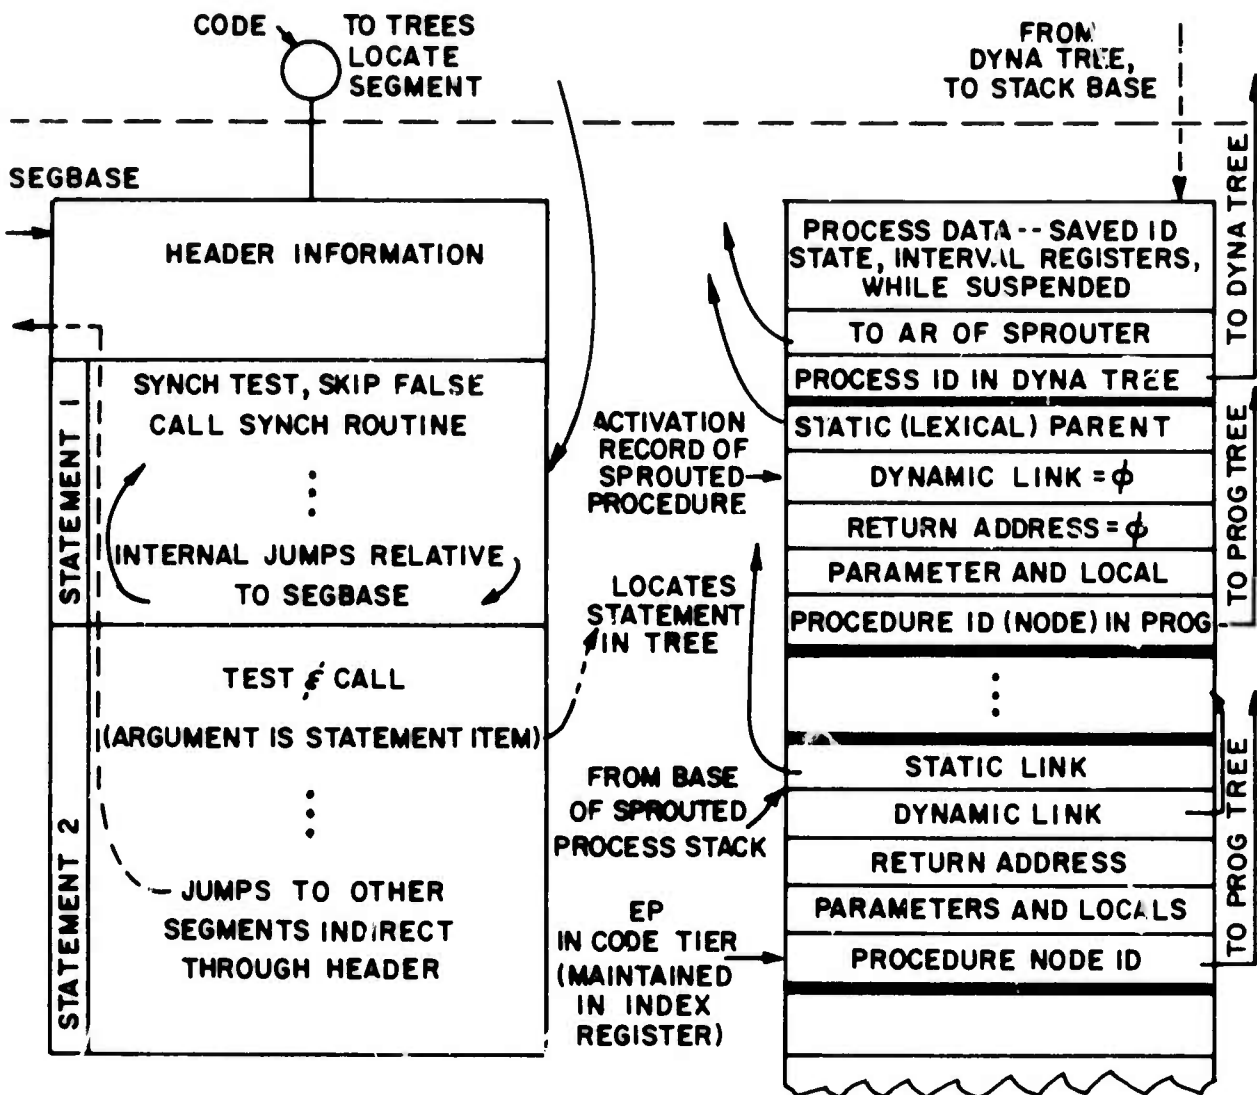 CODE
TO TREES
LOCATE
SEGMENT
SEGBASE
HEADER INFORMATION
STATEMENT 1
SYNCH TEST, SKIP FALSE
CALL SYNCH ROUTINE
INTERNAL JUMPS RELATIVE
TO SEGBASE
STATEMENT 2
TEST & CALL
(ARGUMENT IS STATEMENT ITEM)
JUMPS TO OTHER
SEGMENTS INDIRECT
THROUGH HEADER
ACTIVATION
RECORD OF
SPROUTED
PROCEDURE
LOCATES
STATEMENT
IN TREE
FROM BASE
OF SPROUTED
PROCESS STACK
EP
IN CODE TIER
(MAINTAINED
IN INDEX
REGISTER)
FROM
DYNA TREE,
TO STACK BASE
PROCESS DATA -- SAVED ID
STATE, INTERVAL REGISTERS,
WHILE SUSPENDED
TO AR OF SPROUTER
PROCESS ID IN DYNA TREE
STATIC (LEXICAL) PARENT
DYNAMIC LINK = ϕ
RETURN ADDRESS = ϕ
PARAMETER AND LOCAL
PROCEDURE ID (NODE) IN PROG
STATIC LINK
DYNAMIC LINK
RETURN ADDRESS
PARAMETERS AND LOCALS
PROCEDURE NODE ID
TO DYNA TREE
TO PROG TREE
TO PROG TREE